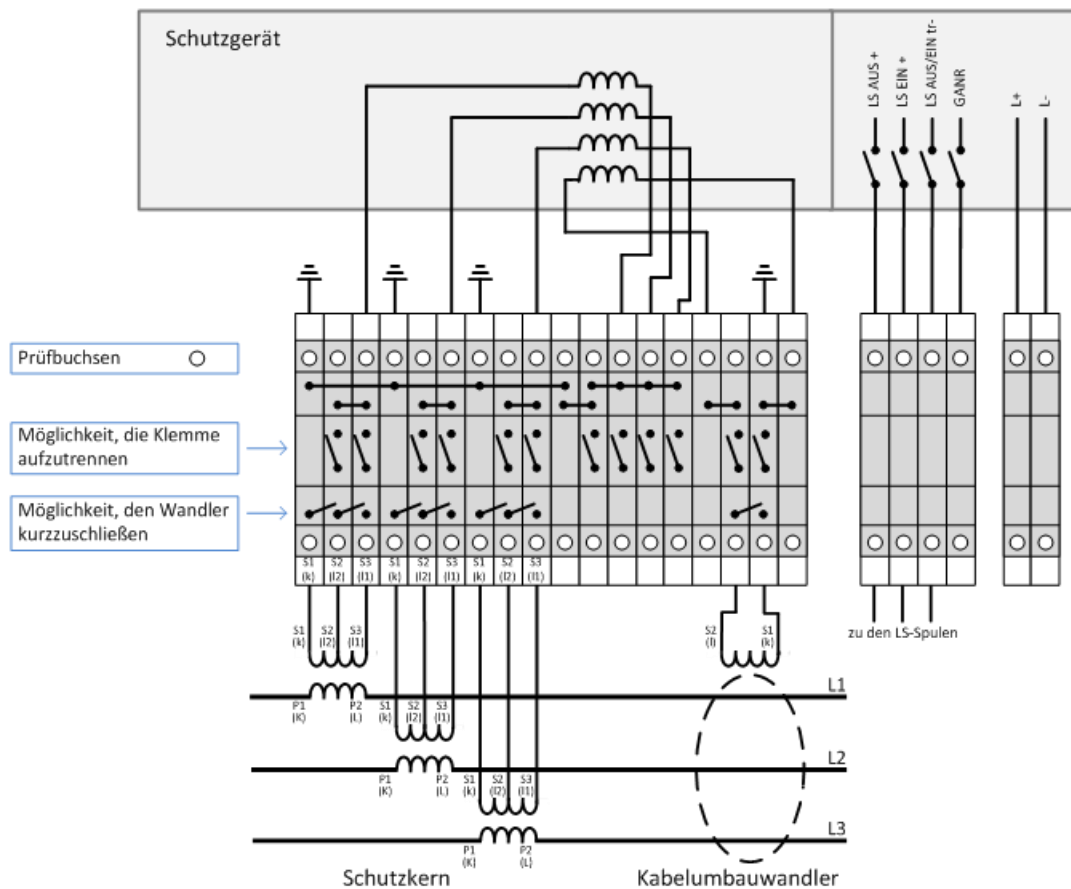 Schutzgerät
LS AUS +
LS EIN +
LS AUS/EIN tr-
GANR
L+
L-
Prüfbuchsen
Möglichkeit, die Klemme
aufzutrennen
Möglichkeit, den Wandler
kurzzuschließen
S1 S2 S3 S1 S2 S3 S1 S2 S3
(k) (l2) (l1) (k) (l2) (l1) (k) (l2) (l1)
S1 S2 S3
(k) (l2) (l1)
S2 S1
(l) (k)
zu den LS-Spulen
L1
P1 P2
(K) (L)
S1 S2 S3
(k) (l2) (l1)
L2
P1 P2
(K) (L)
S1 S2 S3
(k) (l2) (l1)
L3
P1 P2
(K) (L)
Schutzkern
Kabelumbauwandler